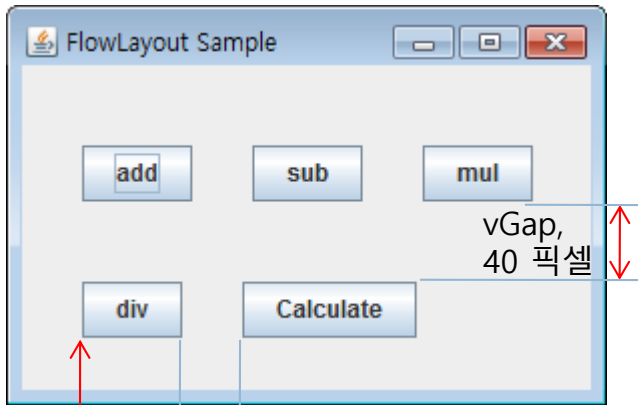 FlowLayout Sample
add sub mul
vGap,
40 픽셀
div Calculate